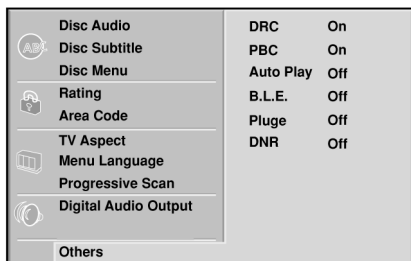 Disc Audio
Disc Subtitle
Disc Menu
Rating
Area Code
TV Aspect
Menu Language
Progressive Scan
Digital Audio Output
Others
DRC On
PBC On
Auto Play Off
B.L.E. Off
Pluge Off
DNR Off
ABC